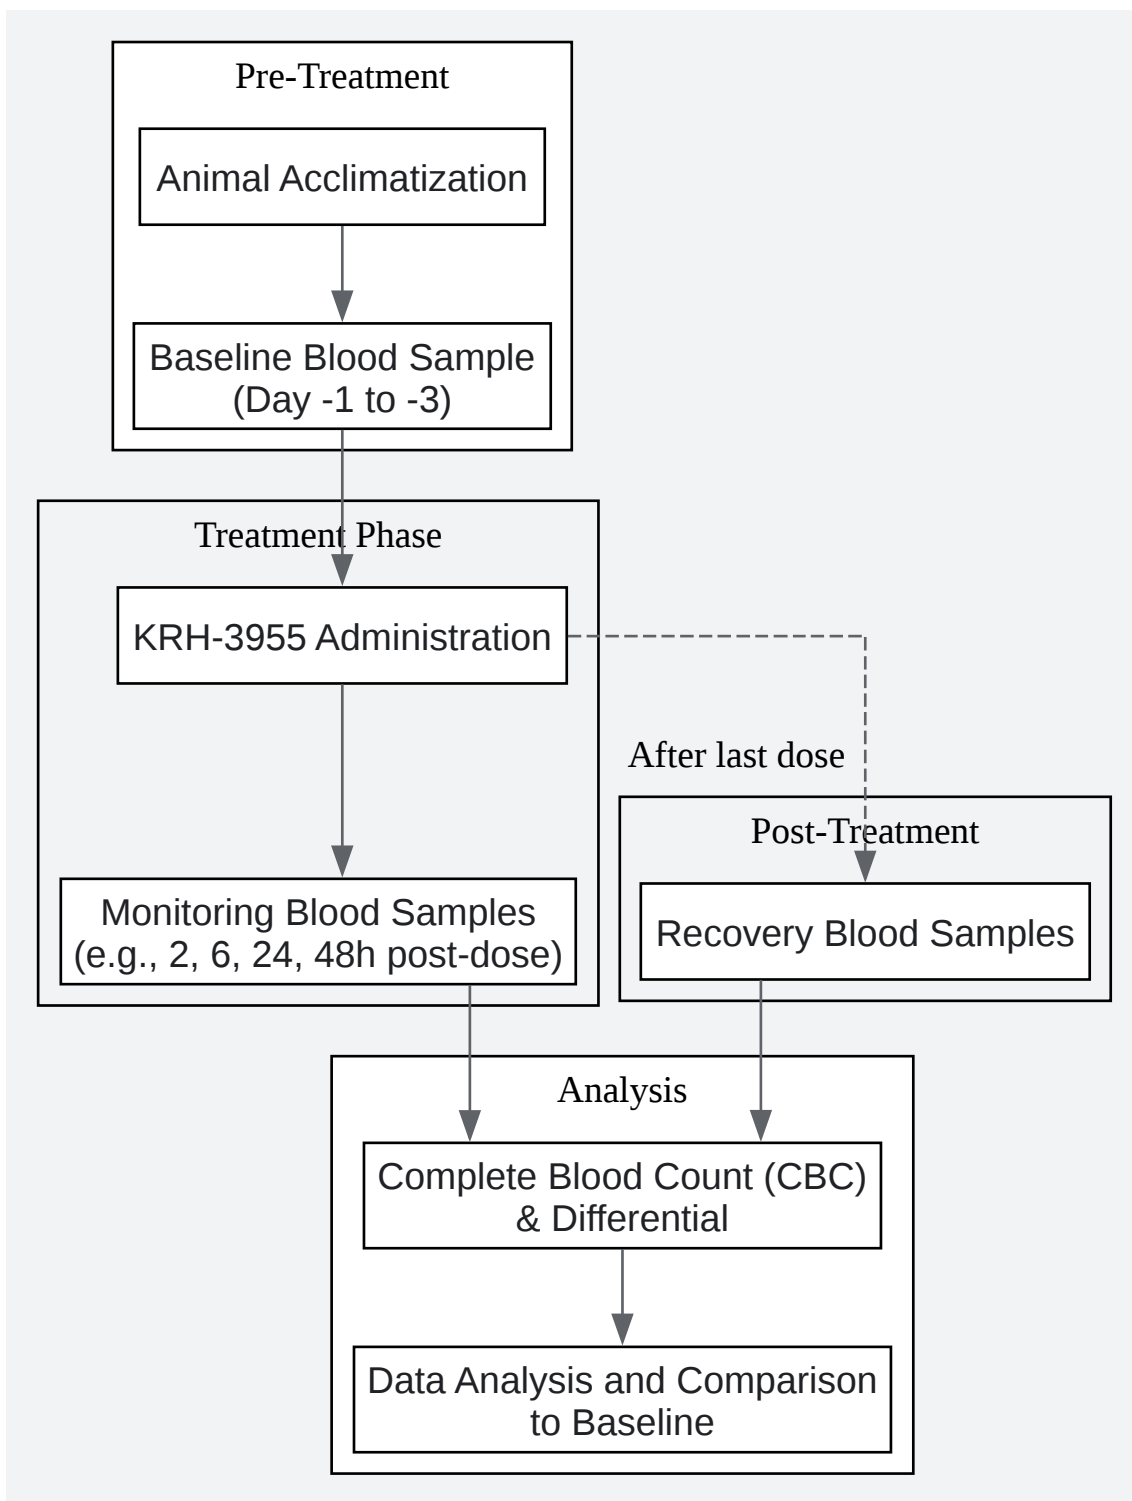 Pre-Treatment
Animal Acclimatization
Baseline Blood Sample
(Day -1 to -3)
Treatment Phase
KRH-3955 Administration
After last dose
Post-Treatment
Monitoring Blood Samples
(e.g., 2, 6, 24, 48h post-dose)
Recovery Blood Samples
Analysis
Complete Blood Count (CBC)
& Differential
Data Analysis and Comparison
to Baseline